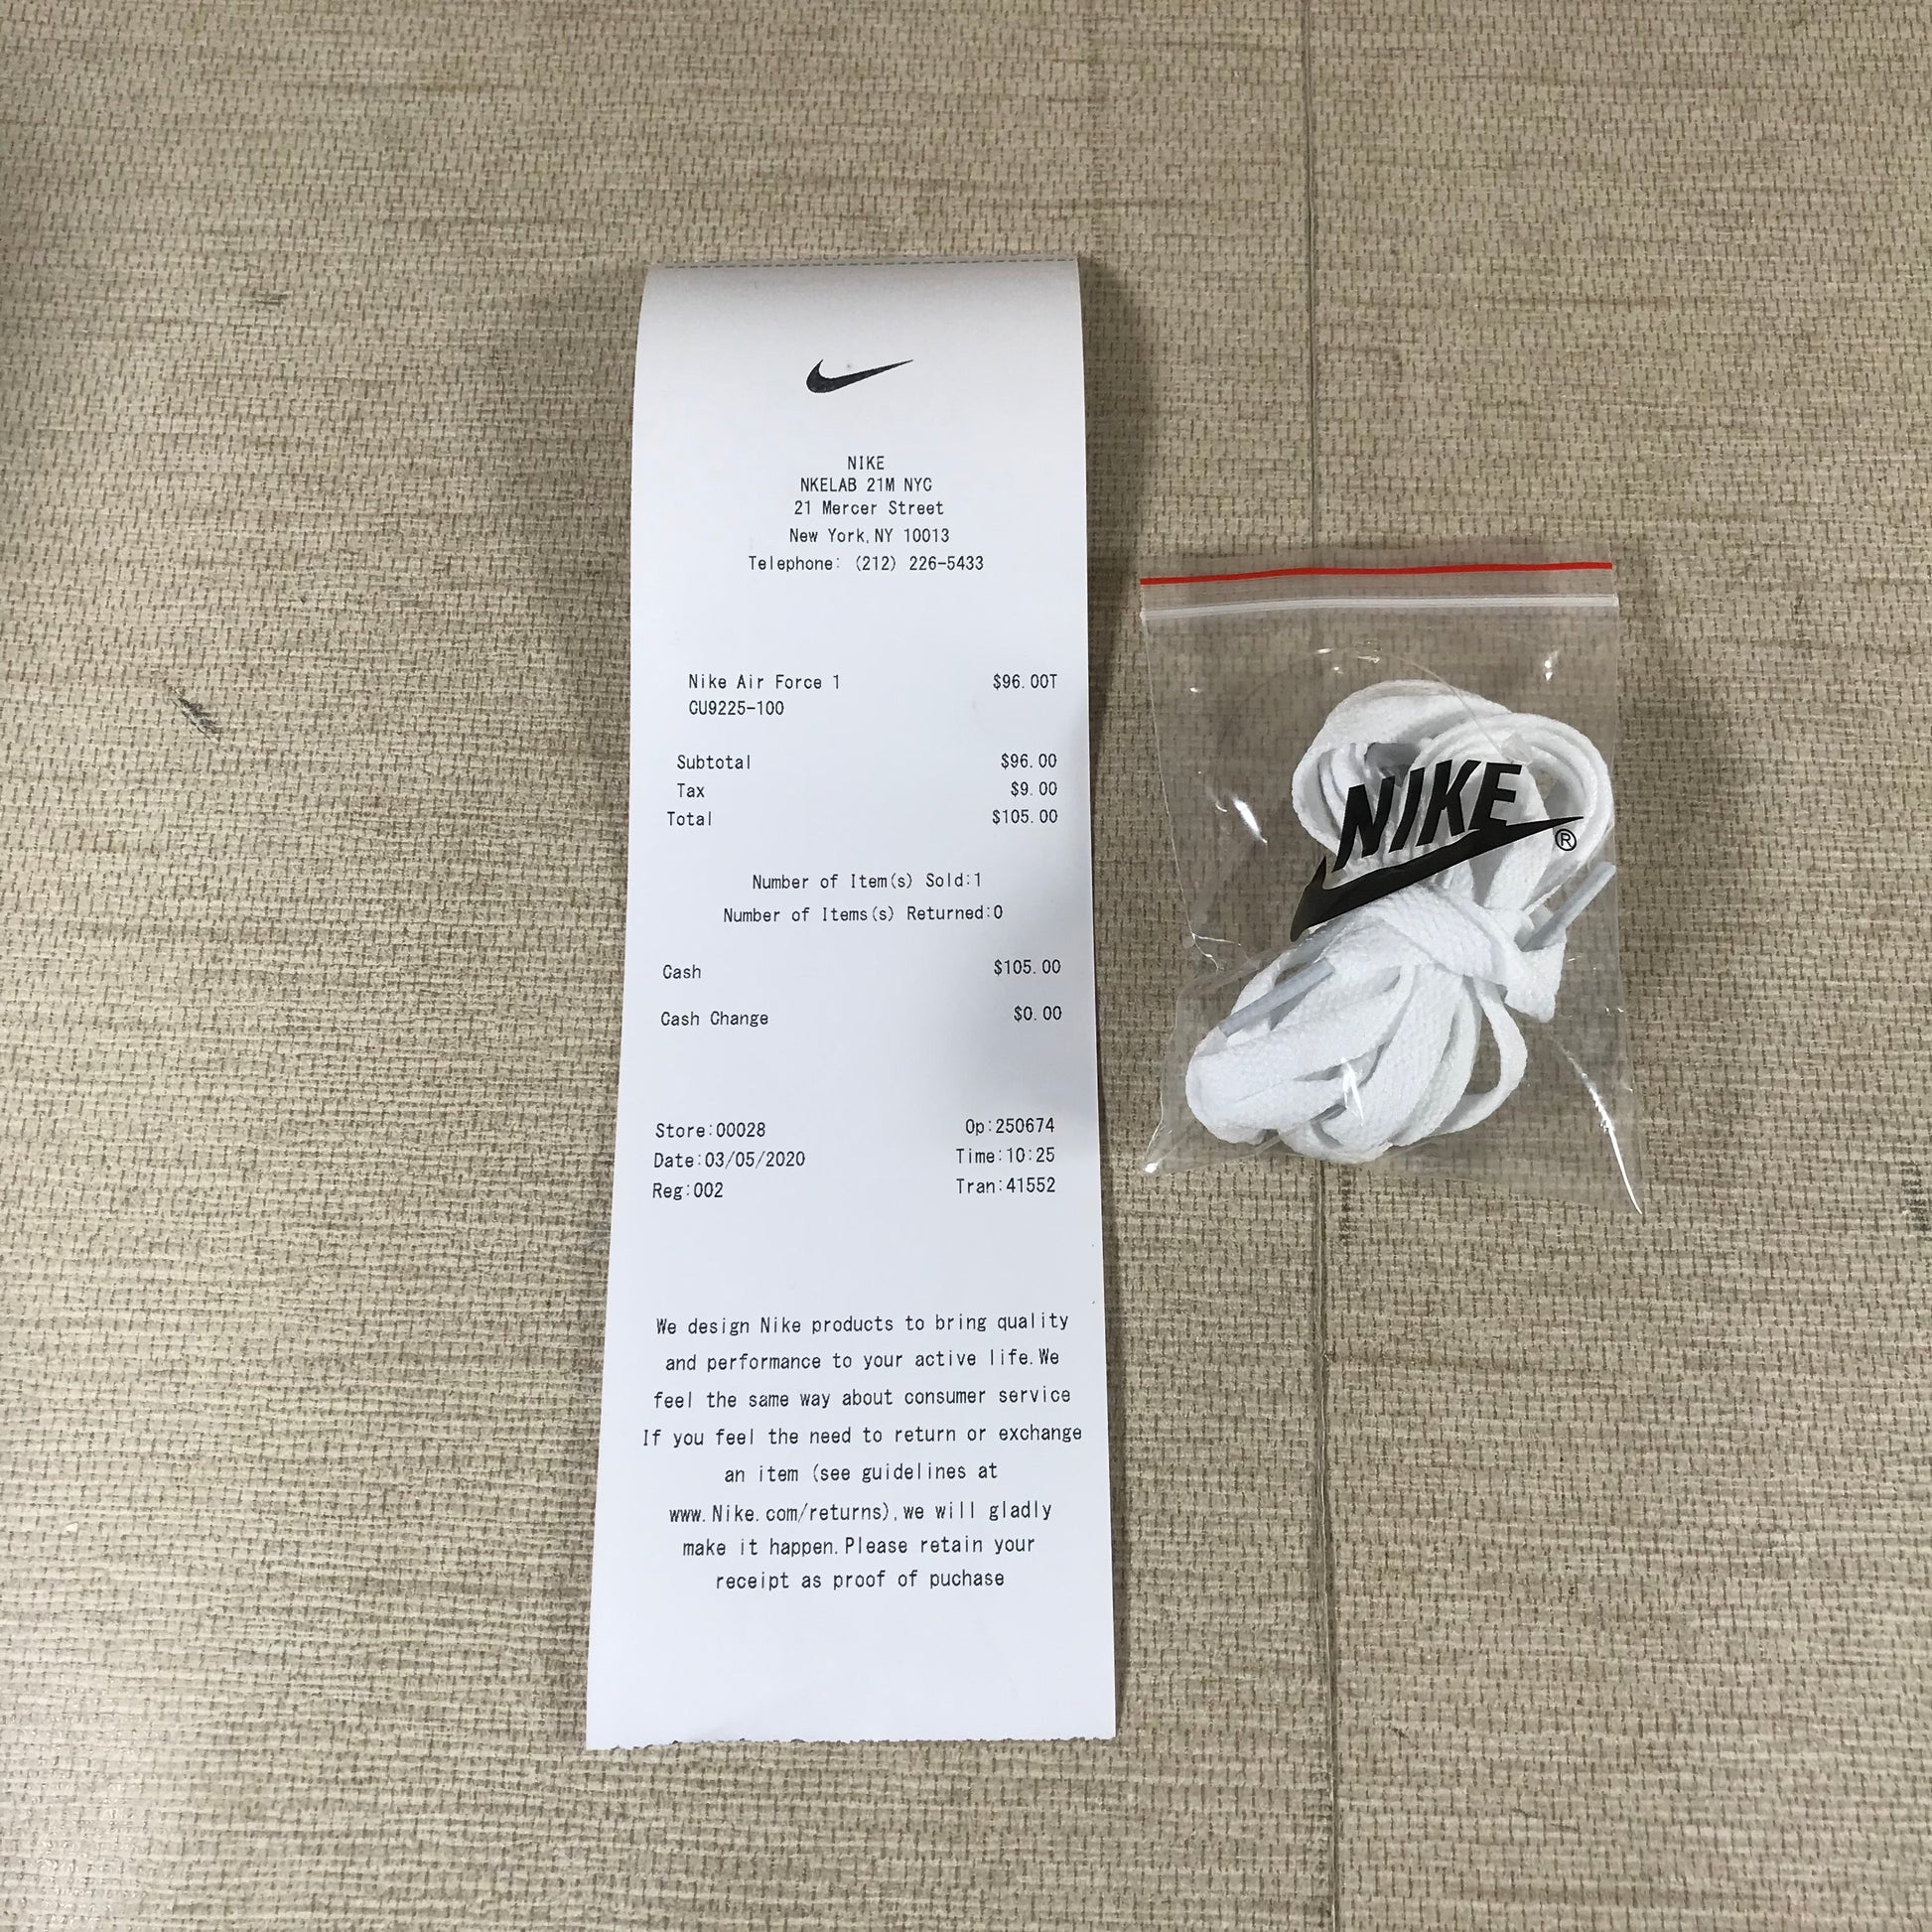 NIKE
NKELAB 21M NYC
21 Mercer Street
New York,NY 10013
Telephone: (212) 226-5433
Nike Air Force 1 $96.00T
CU9225-100
Subtotal $96.00
Tax $9.00
Total $105.00
Number of Item(s) Sold:1
Number of Items(s) Returned:0
Cash $105.00
Cash Change $0.00
Store:00028 Op:250674
Date:03/05/2020 Time:10:25
Reg:002 Tran:41552
We design Nike products to bring quality
and performance to your active life.We
feel the same way about consumer service
If you feel the need to return or exchange
an item (see guidelines at
www.Nike.com/returns),we will gladly
make it happen.Please retain your
receipt as proof of puchase
NIKE®